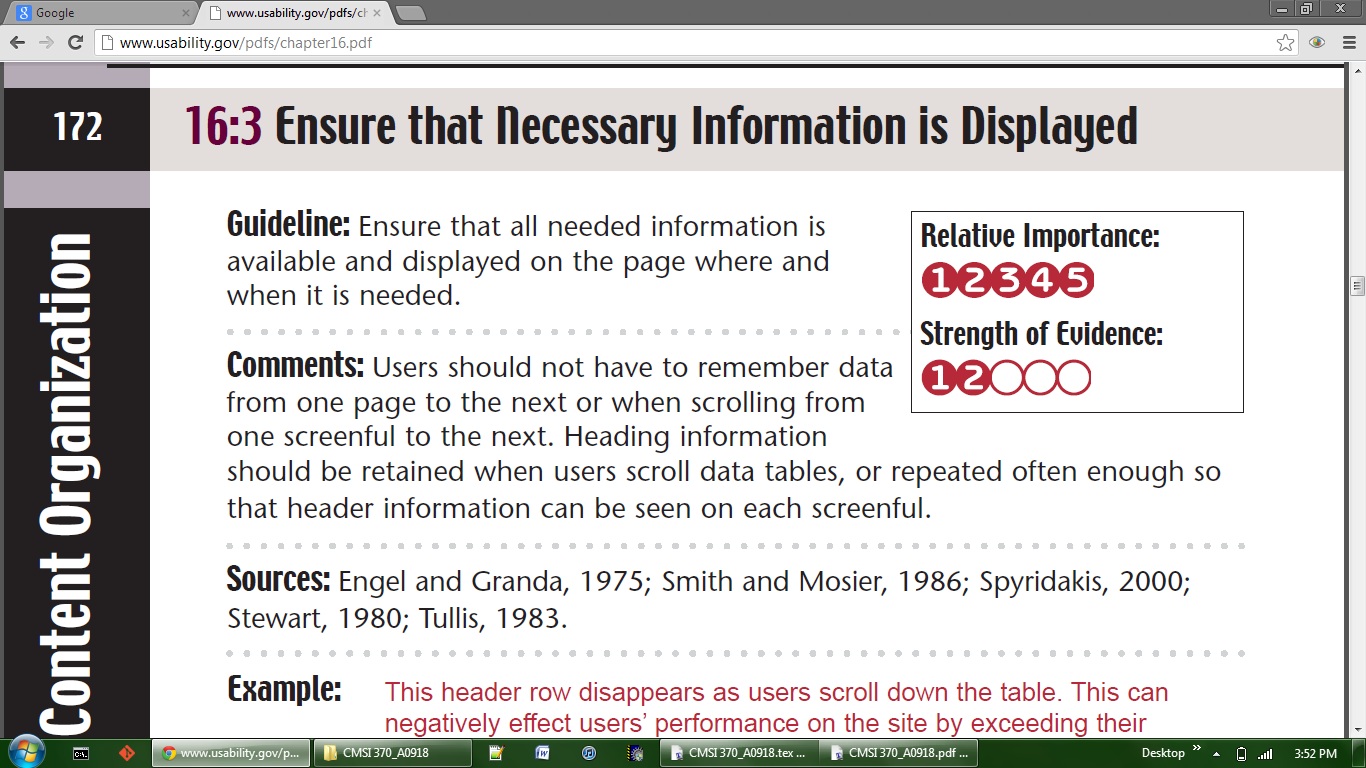 Google
www.usability.gov/pdfs/ch
www.usability.gov/pdfs/chapter16.pdf
172
16:3 Ensure that Necessary Information is Displayed
Content Organization
Guideline: Ensure that all needed information is
available and displayed on the page where and
when it is needed.
Relative Importance:
1 2 3 4 5
Strength of Evidence:
1 2
Comments: Users should not have to remember data
from one page to the next or when scrolling from
one screenful to the next. Heading information
should be retained when users scroll data tables, or repeated often enough so
that header information can be seen on each screenful.
Sources: Engel and Granda, 1975; Smith and Mosier, 1986; Spyridakis, 2000;
Stewart, 1980; Tullis, 1983.
Example:
This header row disappears as users scroll down the table. This can
negatively effect users' performance on the site by exceeding their
www.usability.gov/p...
CMSI 370_A0918
CMSI 370_A0918.tex ...
CMSI 370_A0918.pdf ...
Desktop
3:52 PM